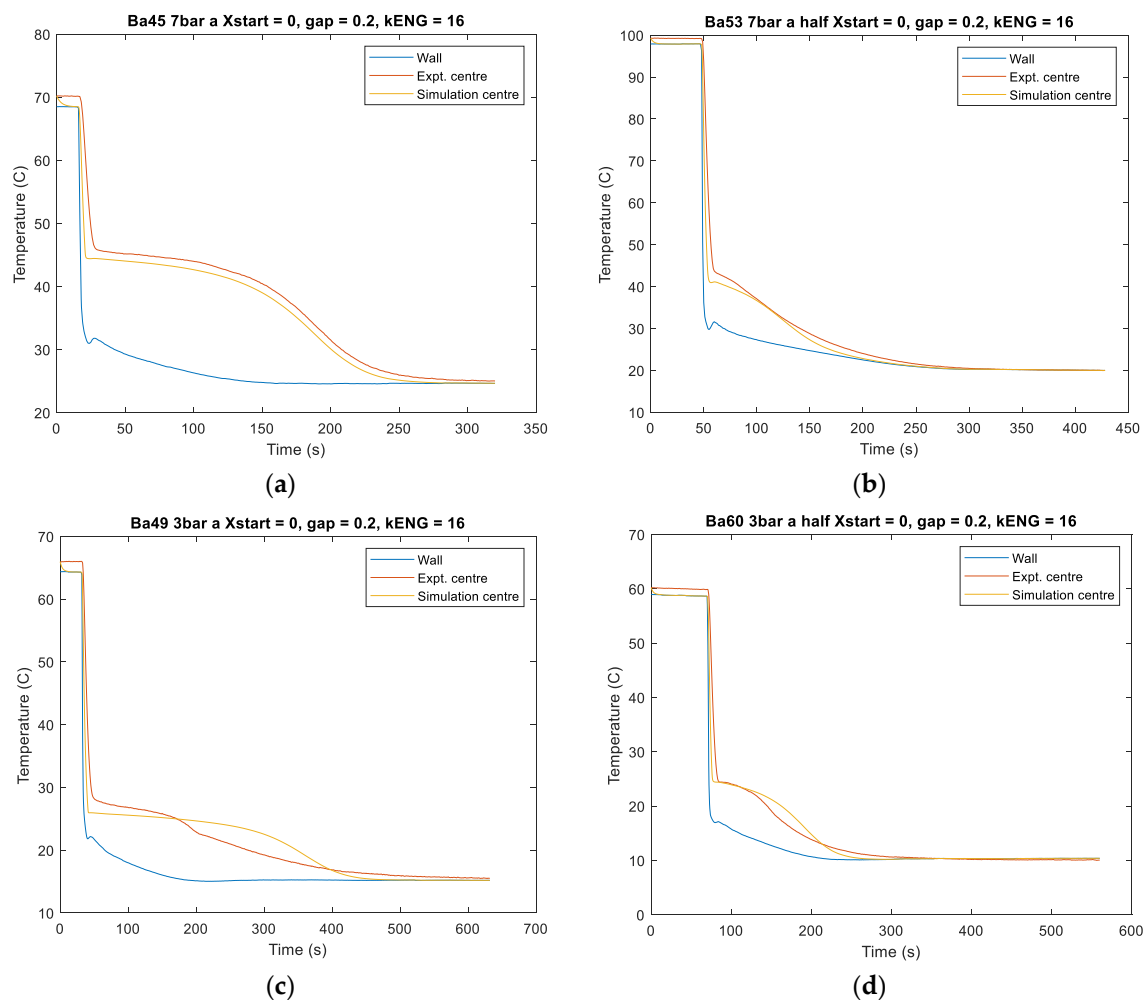 Ba45 7bar a Xstart = 0, gap = 0.2, kENG = 16
80
70
60
50
40
30
20
Temperature (C)
Wall
Expt. centre
Simulation centre
0 50 100 150 200 250 300 350
Time (s)
(a)
Ba53 7bar a half Xstart = 0, gap = 0.2, kENG = 16
100
90
80
70
60
50
40
30
20
10
Temperature (C)
Wall
Expt. centre
Simulation centre
0 50 100 150 200 250 300 350 400 450
Time (s)
(b)
Ba49 3bar a Xstart = 0, gap = 0.2, kENG = 16
70
60
50
40
30
20
10
Temperature (C)
Wall
Expt. centre
Simulation centre
0 100 200 300 400 500 600 700
Time (s)
(c)
Ba60 3bar a half Xstart = 0, gap = 0.2, kENG = 16
70
60
50
40
30
20
10
0
Temperature (C)
Wall
Expt. centre
Simulation centre
0 100 200 300 400 500 600
Time (s)
(d)